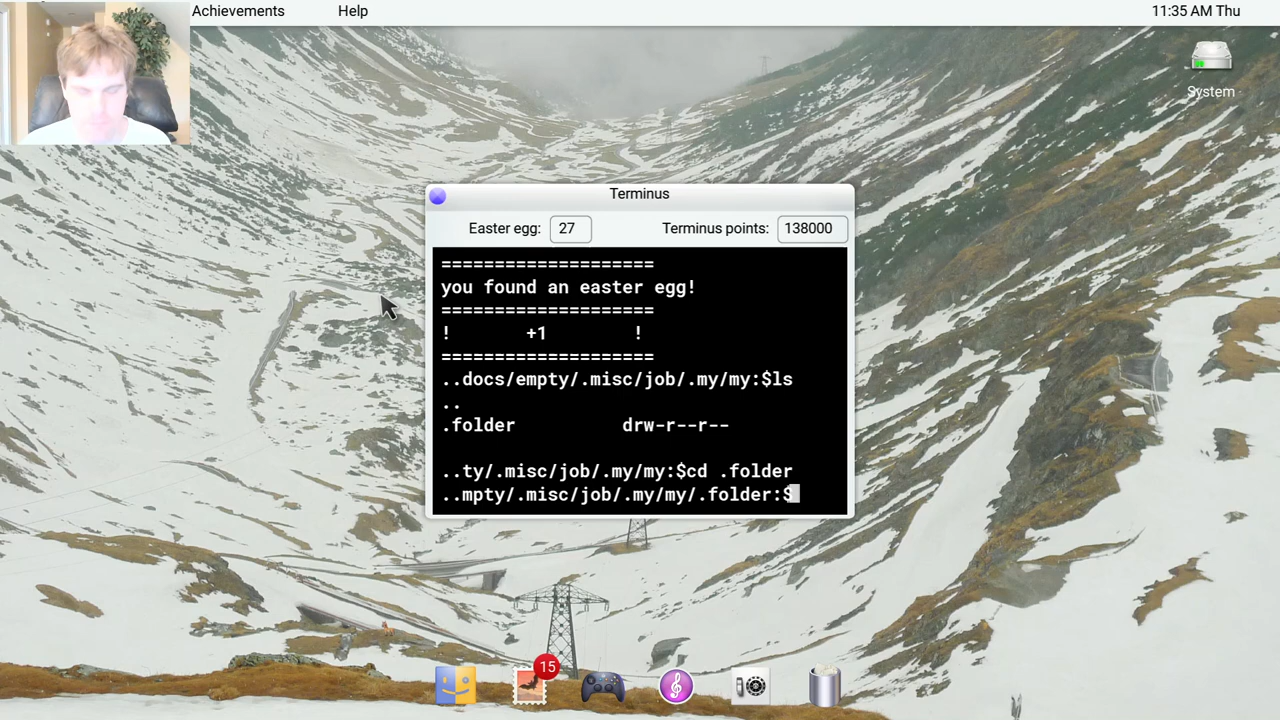 Achievements Help 11:35 AM Thu
System
Terminus
Easter egg: 27 Terminus points: 138000
====================
you found an easter egg!
====================
! +1 !
====================
..docs/empty/.misc/job/.my/my:$ls
..
.folder drw-r--r--
..ty/.misc/job/.my/my:$cd .folder
..mpty/.misc/job/.my/my/.folder:$
15